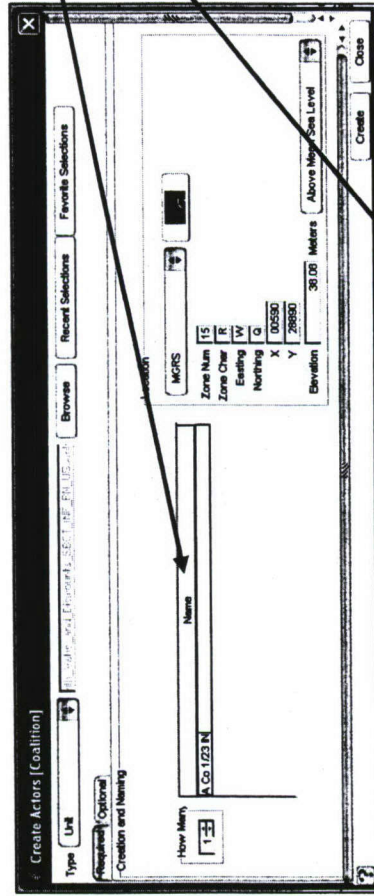 Create Actors [Coalition]
Type Unit Browse Recent Selections Favorite Selections
Required Optional
Creation and Naming
How Many
1
Name
A Co 1/23 IN
Location
MGRS
Zone Num 15
Zone Char R
Easting W
Northing Q
X 00590
Y 28890
Elevation 38.08 Meters Above Mean Sea Level
Create Close